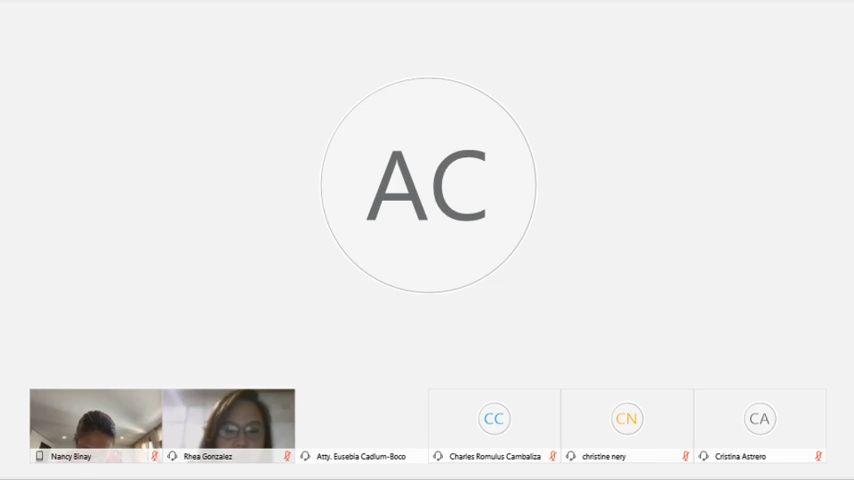 AC
CC
CN
CA
Nancy Binay
Rhea Gonzalez
Atty. Eusebia Cadlum-Boco
Charles Romulus Cambaliza
christine nery
Cristina Astrero